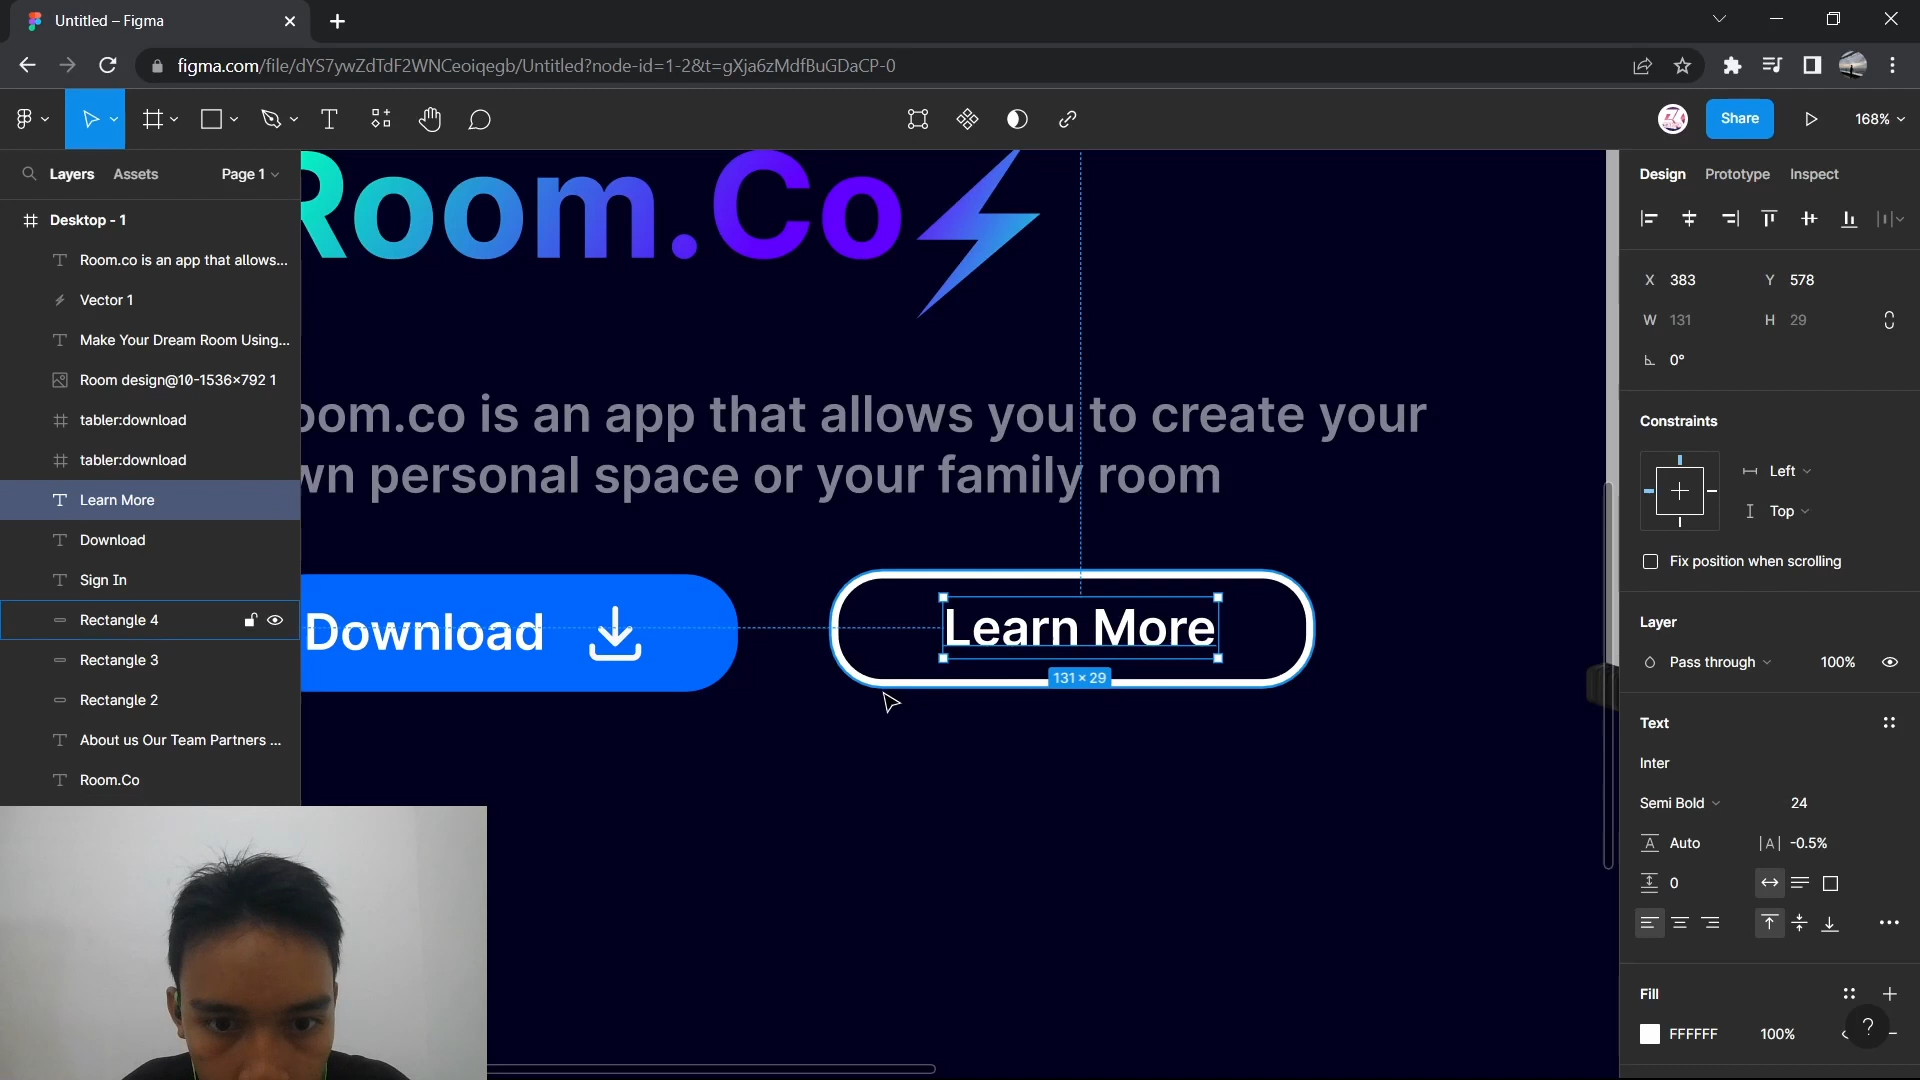 Untitled – Figma
figma.com/file/dYS7ywZdTdF2WNCeoiqegb/Untitled?node-id=1-2&t=gXja6zMdfBuGDaCP-0
Share
168%
Layers
Assets
Page 1
Desktop - 1
Room.co is an app that allows...
Vector 1
Make Your Dream Room Using...
Room design@10-1536×792 1
tabler:download
tabler:download
Learn More
Download
Sign In
Rectangle 4
Rectangle 3
Rectangle 2
About us Our Team Partners ...
Room.Co
Room.Co
oom.co is an app that allows you to create your
wn personal space or your family room
Download
Learn More
131 × 29
Design
Prototype
Inspect
X 383
Y 578
W 131
H 29
0°
Constraints
Left
Top
Fix position when scrolling
Layer
Pass through
100%
Text
Inter
Semi Bold
24
A Auto
|A| -0.5%
0
Fill
FFFFFF
100%
?